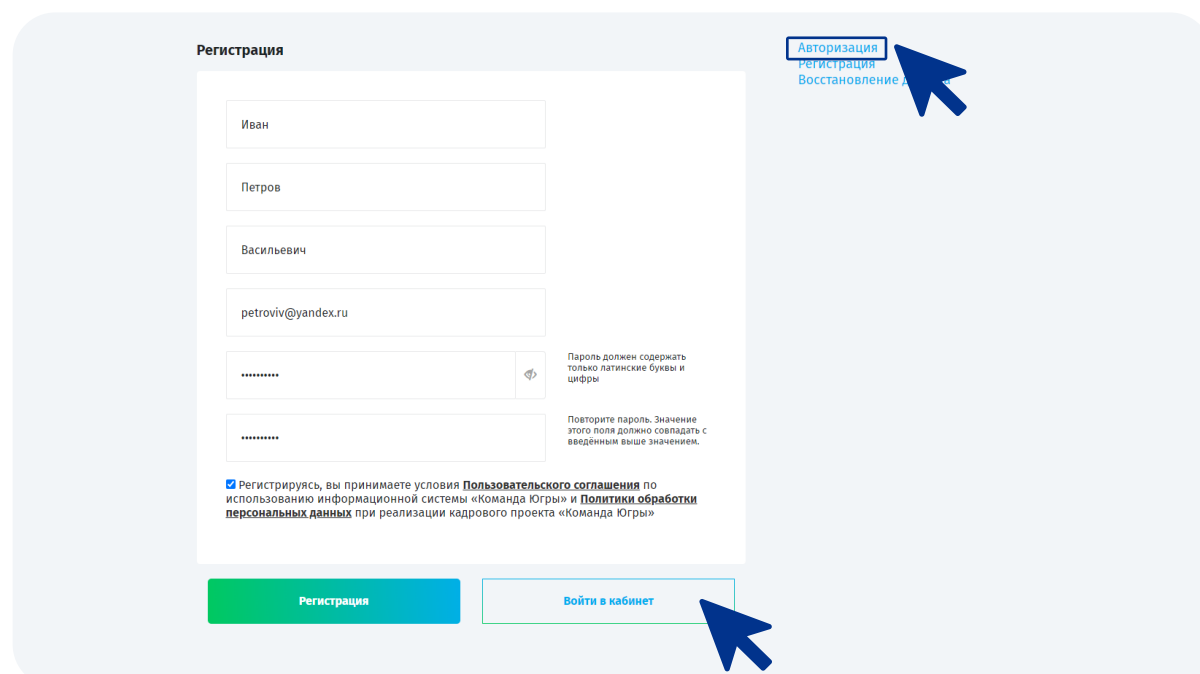 Регистрация
Авторизация
Регистрация
Восстановление
Иван
Петров
Васильевич
petroviv@yandex.ru
••••••••••
Пароль должен содержать
только латинские буквы и
цифры
••••••••••
Повторите пароль. Значение
этого поля должно совпадать с
введённым выше значением.
Регистрируясь, вы принимаете условия Пользовательского соглашения по
использованию информационной системы «Команда Югры» и Политики обработки
персональных данных при реализации кадрового проекта «Команда Югры»
Регистрация
Войти в кабинет